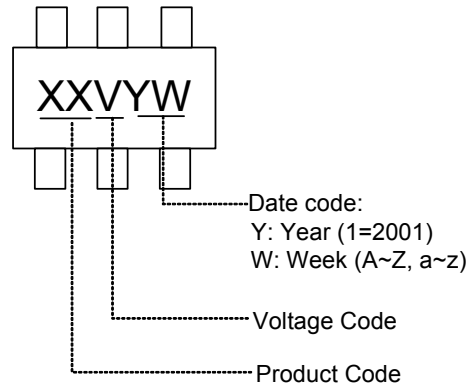 XXVYW
Date code:
Y: Year (1=2001)
W: Week (A~Z, a~z)
Voltage Code
Product Code